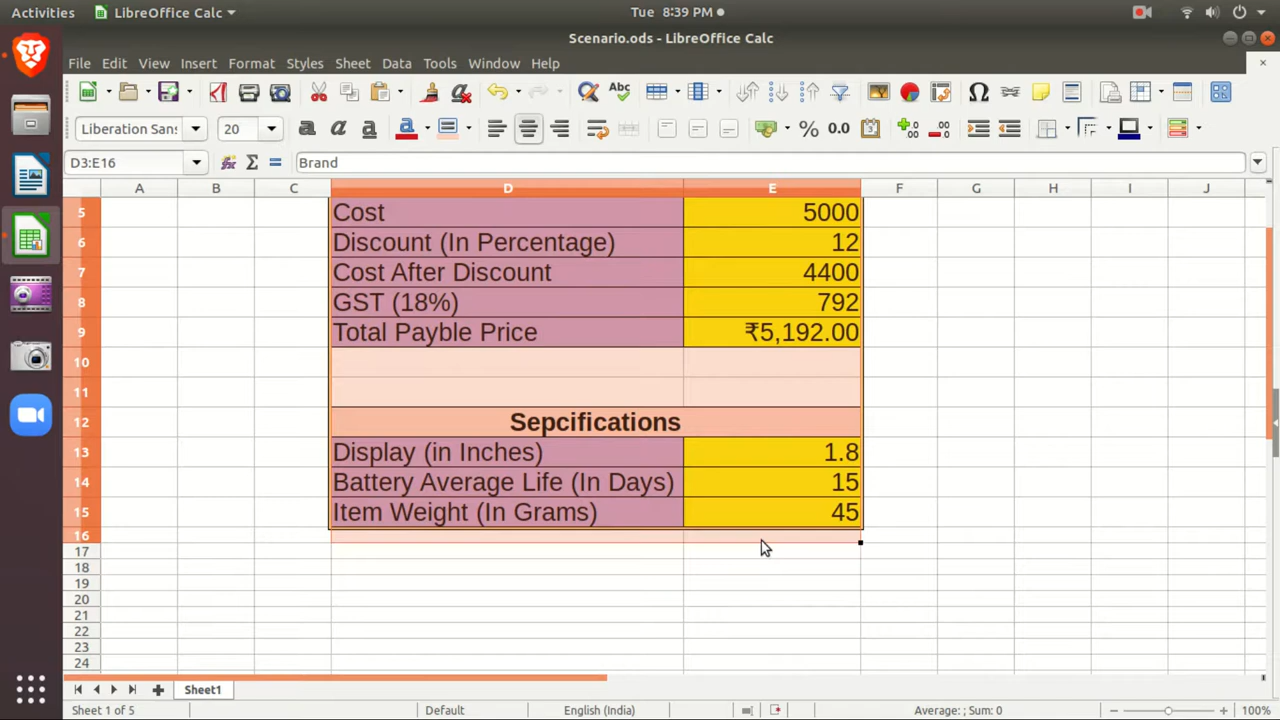 Activities LibreOffice Calc Tue 8:39 PM
Scenario.ods - LibreOffice Calc
File Edit View Insert Format Styles Sheet Data Tools Window Help
Liberation Sans 20
D3:E16 Brand
A B C D E F G H I J
5 Cost 5000
6 Discount (In Percentage) 12
7 Cost After Discount 4400
8 GST (18%) 792
9 Total Payble Price ₹5,192.00
10
11
12 Sepcifications
13 Display (in Inches) 1.8
14 Battery Average Life (In Days) 15
15 Item Weight (In Grams) 45
16
17
18
19
20
21
22
23
24
Sheet1
Sheet 1 of 5 Default English (India) Average: ; Sum: 0 100%